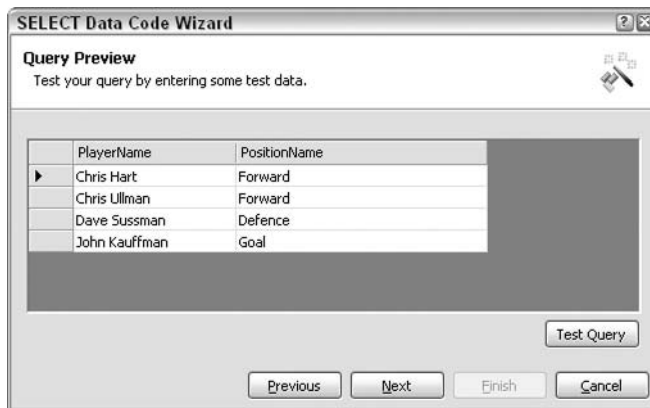 SELECT Data Code Wizard
Query Preview
Test your query by entering some test data.
PlayerName PositionName
Chris Hart Forward
Chris Ullman Forward
Dave Sussman Defence
John Kauffman Goal
Test Query
Previous Next Finish Cancel